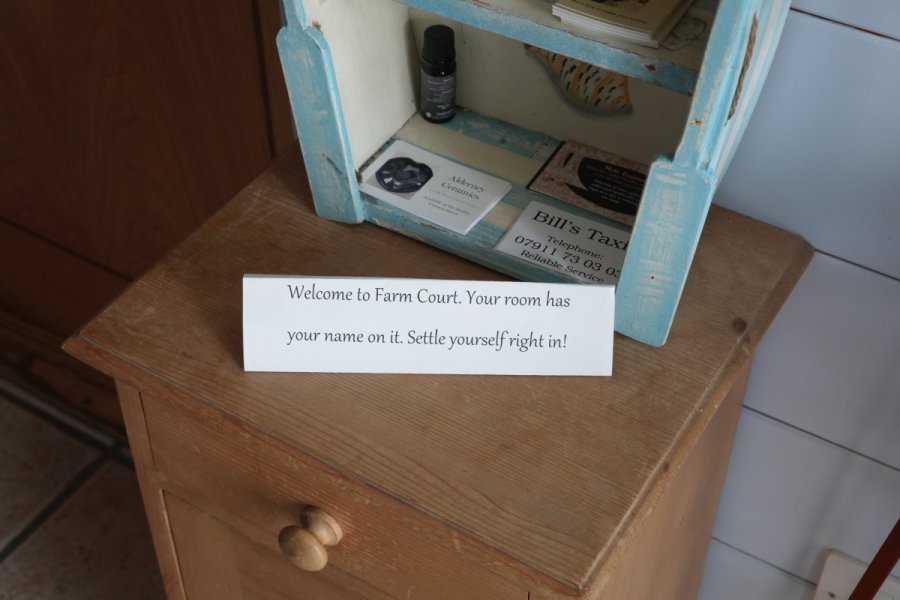 Alderney
Ceramics
Bill's Taxi
Telephone:
07911 73 03 03
Reliable Service
Welcome to Farm Court. Your room has
your name on it. Settle yourself right in!